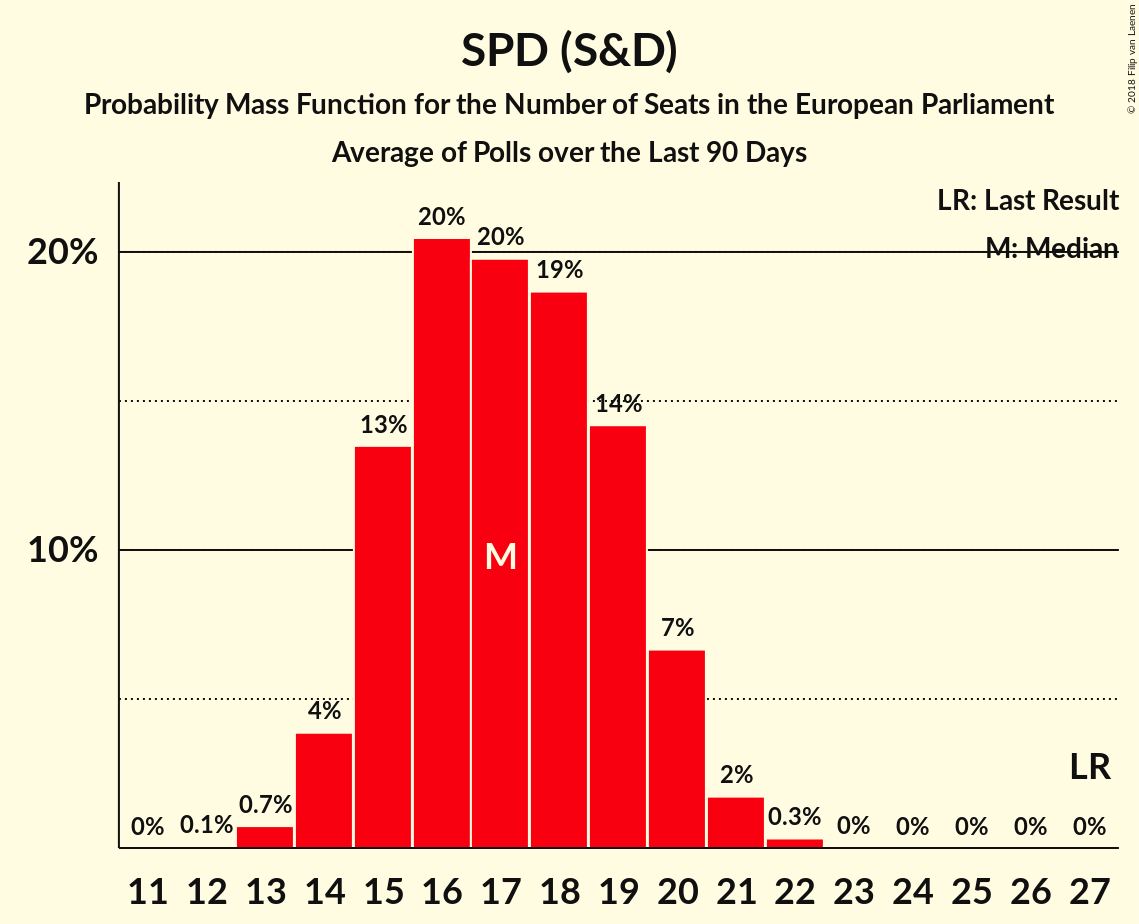 SPD (S&D)
Probability Mass Function for the Number of Seats in the European Parliament
Average of Polls over the Last 90 Days
© 2018 Filip van Laenen
LR: Last Result
M: Median
20%
10%
0%
0.1%
0.7%
4%
13%
20%
20%
19%
14%
7%
2%
0.3%
0%
0%
0%
0%
0%
M
LR
11 12 13 14 15 16 17 18 19 20 21 22 23 24 25 26 27